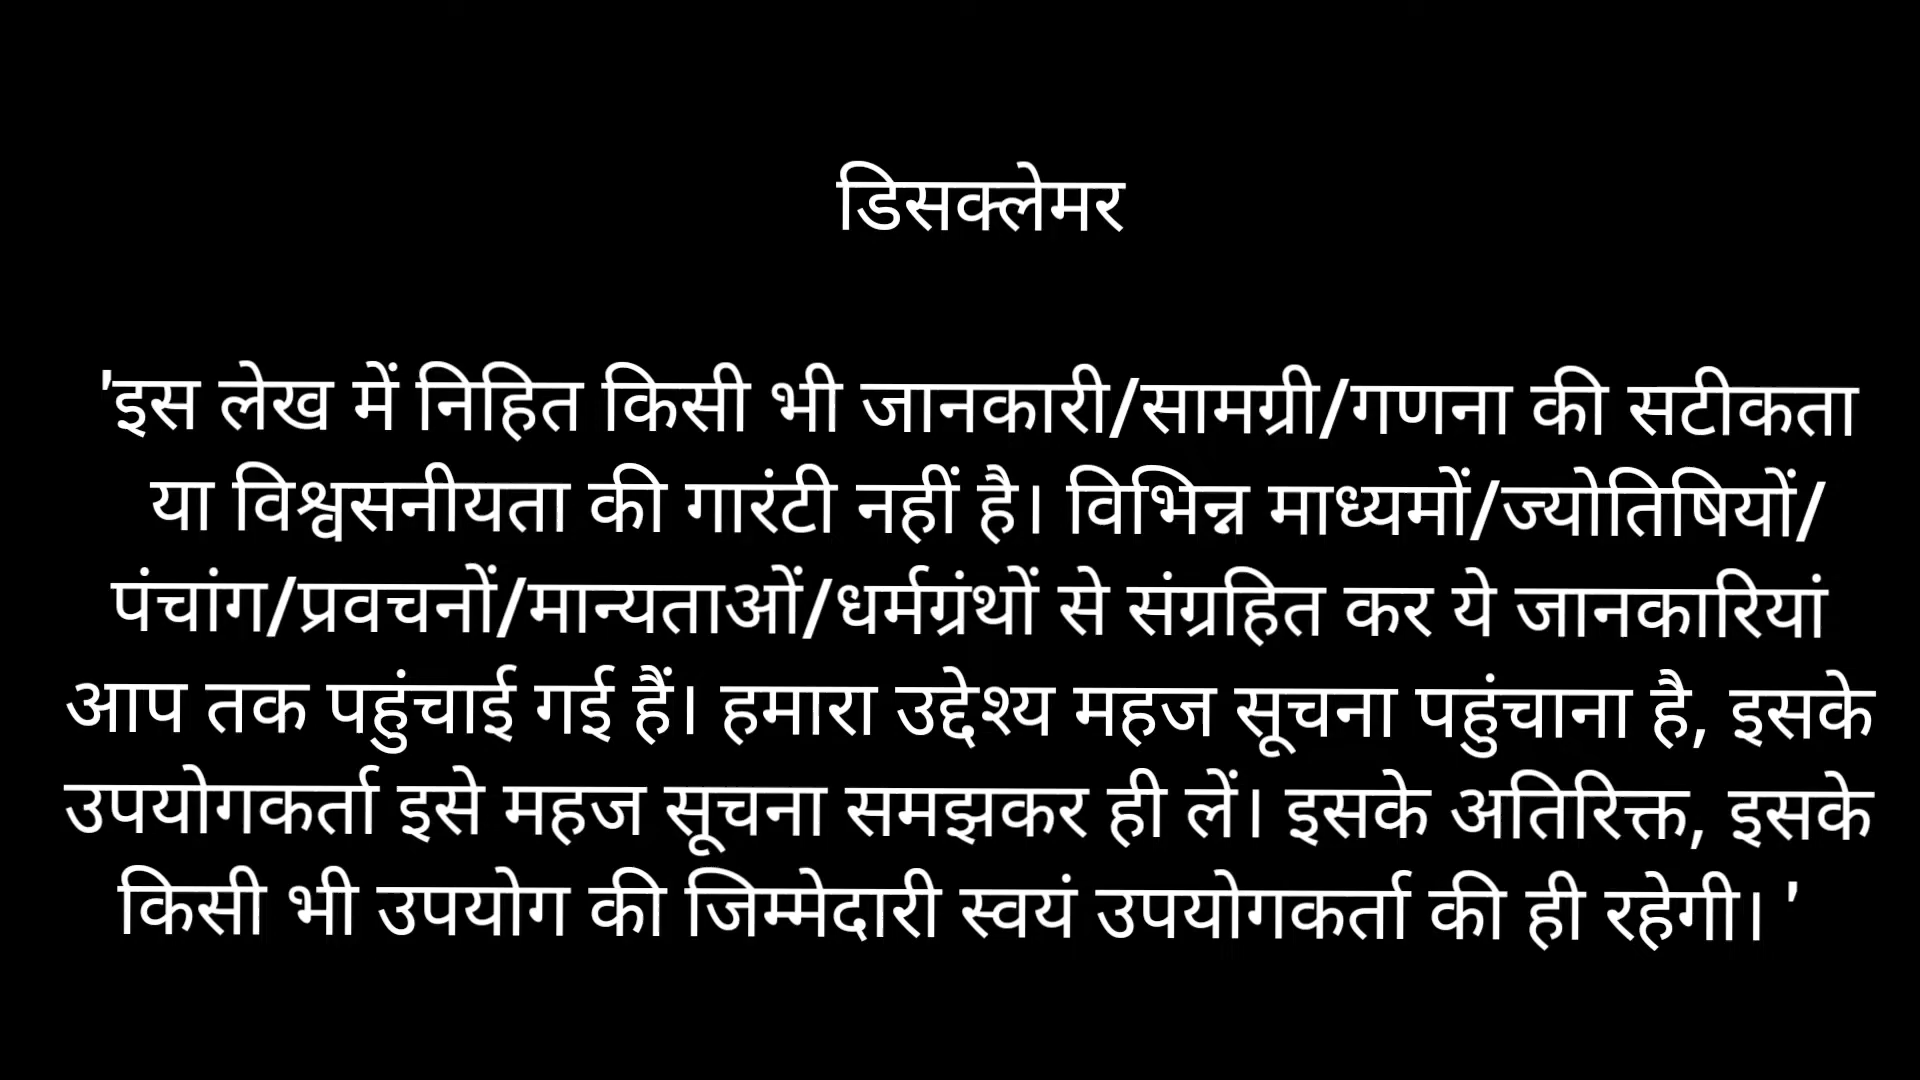 डिसक्लेमर
'इस लेख में निहित किसी भी जानकारी/सामग्री/गणना की सटीकता
या विश्वसनीयता की गारंटी नहीं है। विभिन्न माध्यमों/ज्योतिषियों/
पंचांग/प्रवचनों/मान्यताओं/धर्मग्रंथों से संग्रहित कर ये जानकारियां
आप तक पहुंचाई गई हैं। हमारा उद्देश्य महज सूचना पहुंचाना है, इसके
उपयोगकर्ता इसे महज सूचना समझकर ही लें। इसके अतिरिक्त, इसके
किसी भी उपयोग की जिम्मेदारी स्वयं उपयोगकर्ता की ही रहेगी। '